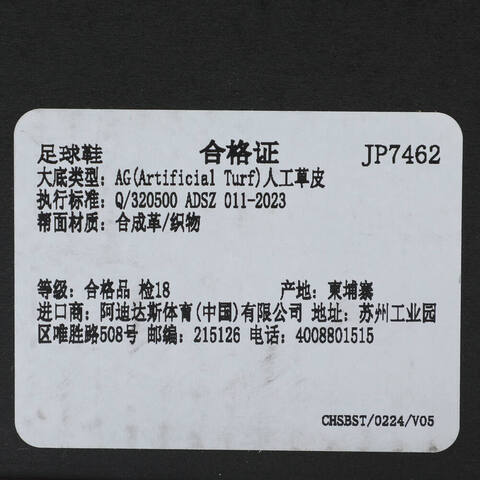 足球鞋 合格证 JP7462
大底类型: AG(Artificial Turf)人工草皮
执行标准: Q/320500 ADSZ 011-2023
帮面材质: 合成革/织物
等级: 合格品 检18 产地: 柬埔寨
进口商: 阿迪达斯体育(中国)有限公司 地址: 苏州工业园
区唯胜路508号 邮编: 215126 电话: 4008801515
CHSBST/0224/V05